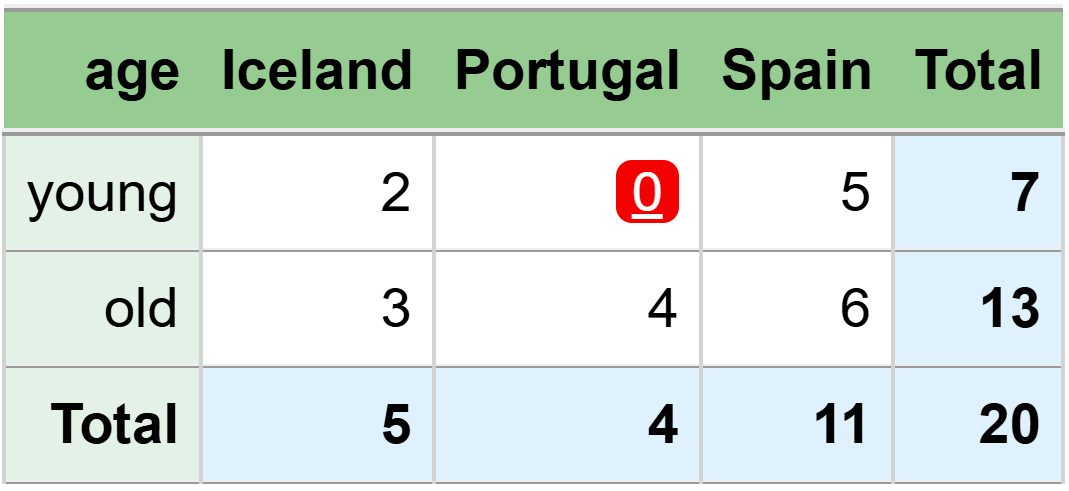 age Iceland Portugal Spain Total
young 2 0 5 7
old 3 4 6 13
Total 5 4 11 20